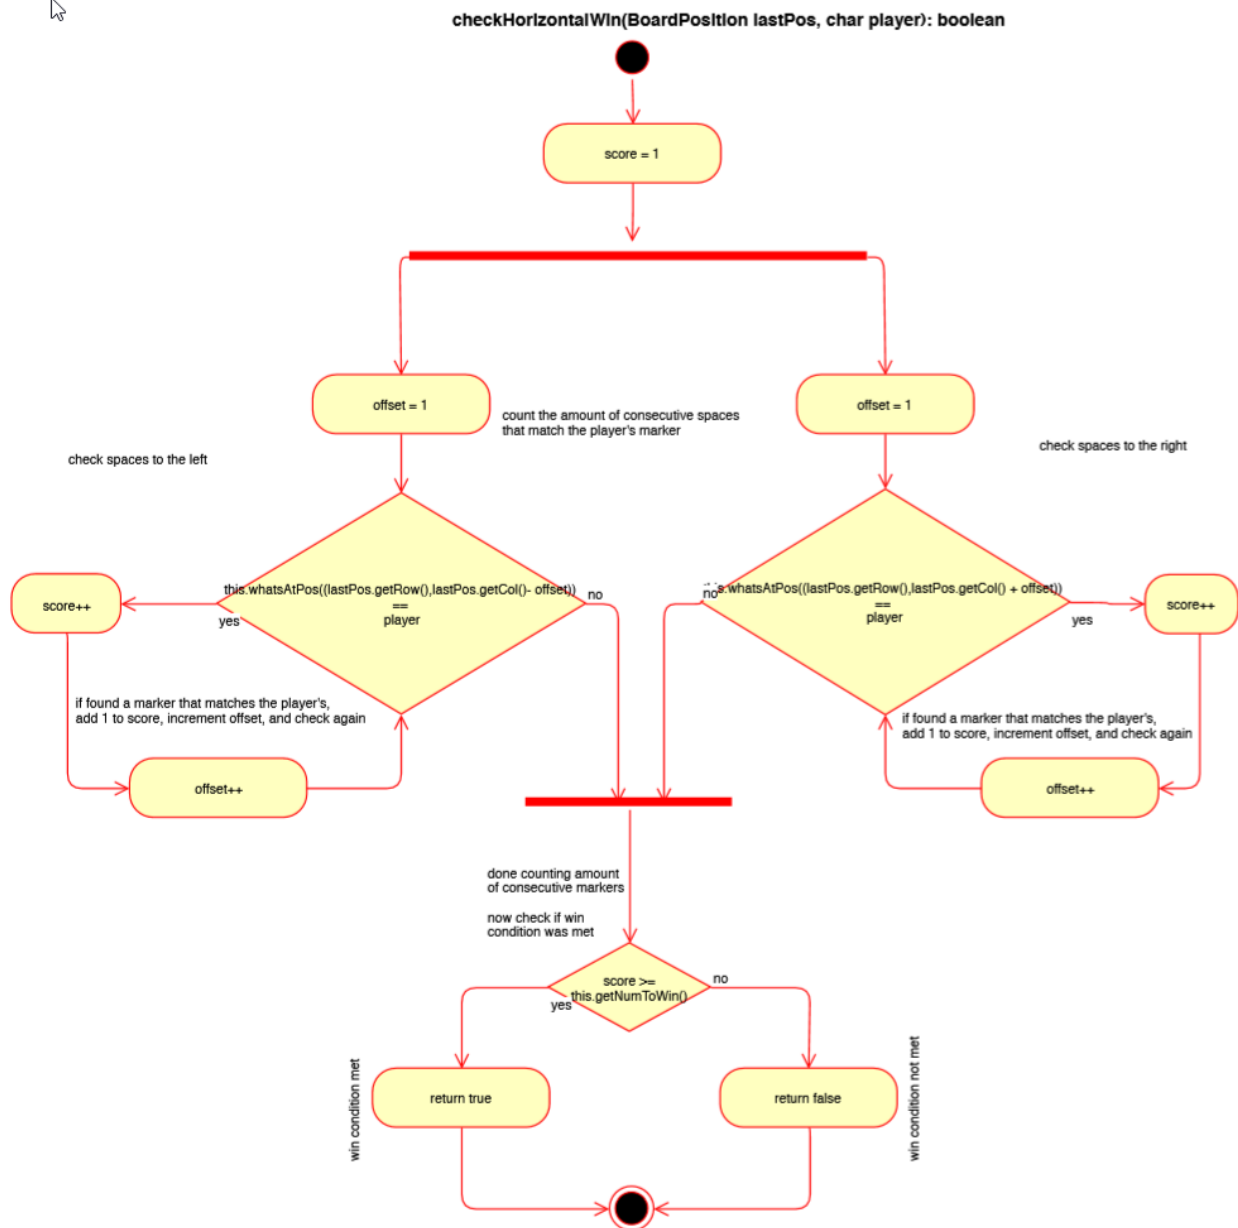 checkHorizontalWin(BoardPosition lastPos, char player): boolean
score = 1
offset = 1
count the amount of consecutive spaces
that match the player's marker
offset = 1
check spaces to the left
check spaces to the right
this.whatsAtPos((lastPos.getRow(),lastPos.getCol()- offset))
==
player
no
yes
score++
if found a marker that matches the player's,
add 1 to score, increment offset, and check again
offset++
s.whatsAtPos((lastPos.getRow(),lastPos.getCol() + offset))
==
player
no
yes
score++
if found a marker that matches the player's,
add 1 to score, increment offset, and check again
offset++
done counting amount
of consecutive markers
now check if win
condition was met
score >=
this.getNumToWin()
yes
no
win condition met
return true
return false
win condition not met